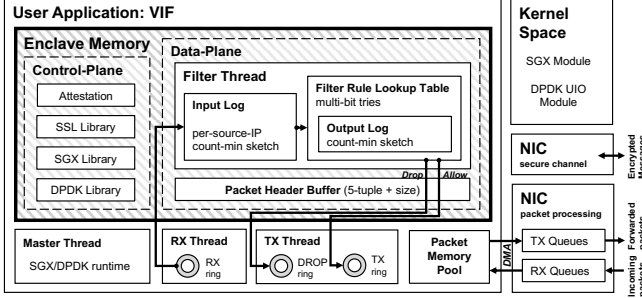 User Application: VIF
Enclave Memory
Control-Plane
Attestation
SSL Library
SGX Library
DPDK Library
Data-Plane
Filter Thread
Input Log
per-source-IP
count-min sketch
Filter Rule Lookup Table
multi-bit tries
Output Log
count-min sketch
Drop
Allow
Packet Header Buffer (5-tuple + size)
Master Thread
SGX/DPDK runtime
RX Thread
RX
ring
TX Thread
DROP
ring
TX
ring
Packet
Memory
Pool
DMA
Kernel
Space
SGX Module
DPDK UIO
Module
NIC
secure channel
Encrypted
Messages
NIC
packet processing
TX Queues
RX Queues
Forwarded
packets
Incoming
packets